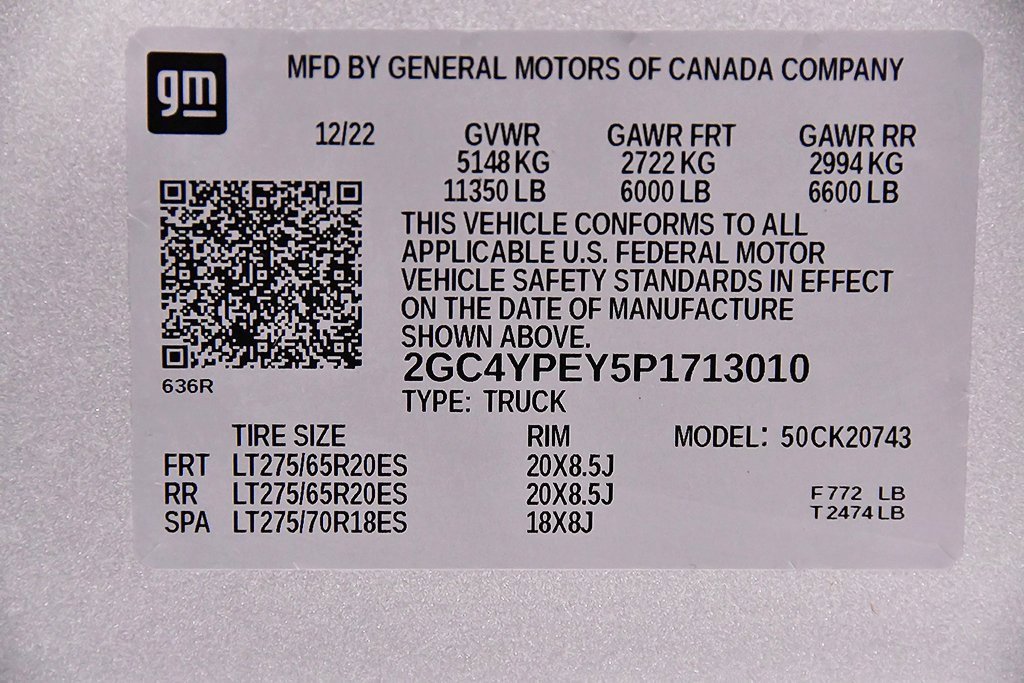 gm
MFD BY GENERAL MOTORS OF CANADA COMPANY
12/22 GVWR GAWR FRT GAWR RR
5148 KG 2722 KG 2994 KG
11350 LB 6000 LB 6600 LB
THIS VEHICLE CONFORMS TO ALL
APPLICABLE U.S. FEDERAL MOTOR
VEHICLE SAFETY STANDARDS IN EFFECT
ON THE DATE OF MANUFACTURE
SHOWN ABOVE.
2GC4YPEY5P1713010
636R
TYPE: TRUCK
TIRE SIZE RIM MODEL: 50CK20743
FRT LT275/65R20ES 20X8.5J
RR LT275/65R20ES 20X8.5J F772 LB
SPA LT275/70R18ES 18X8J T2474LB